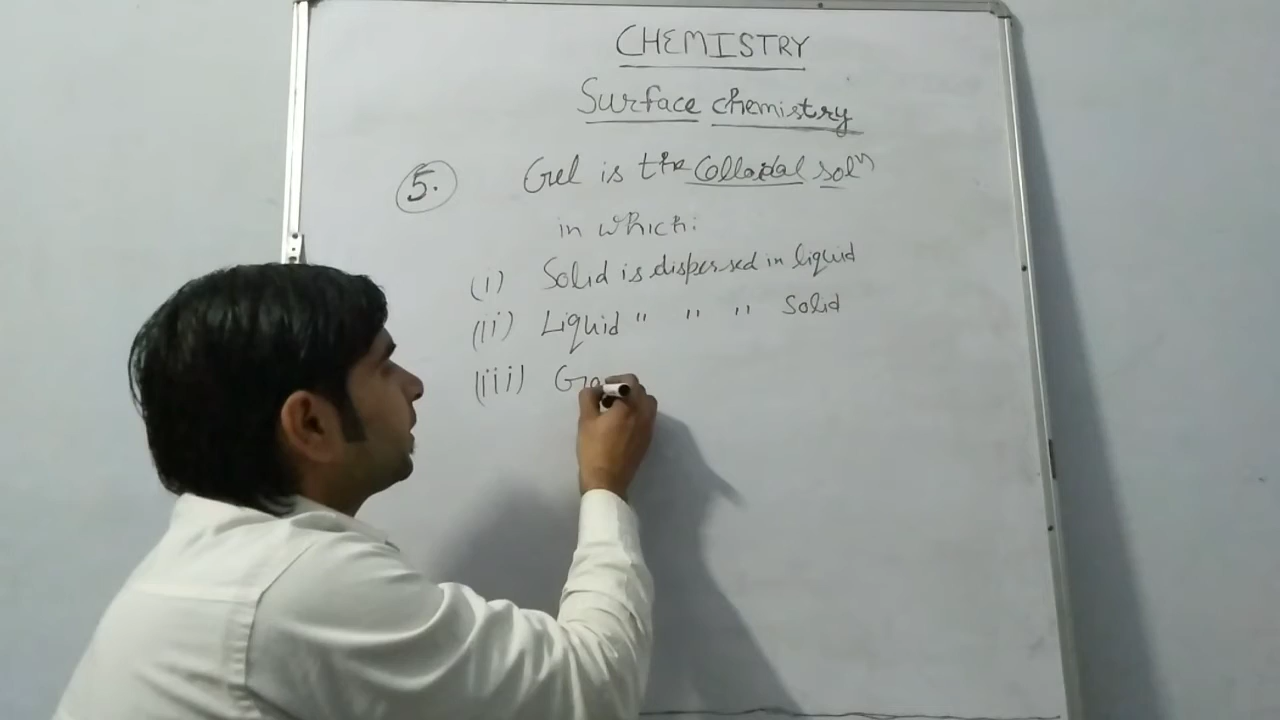 CHEMISTRY
Surface chemistry
5. Gel is the Colloidal solⁿ
in which:
(i) Solid is dispersed in liquid
(ii) Liquid " " " Solid
(iii) Ga